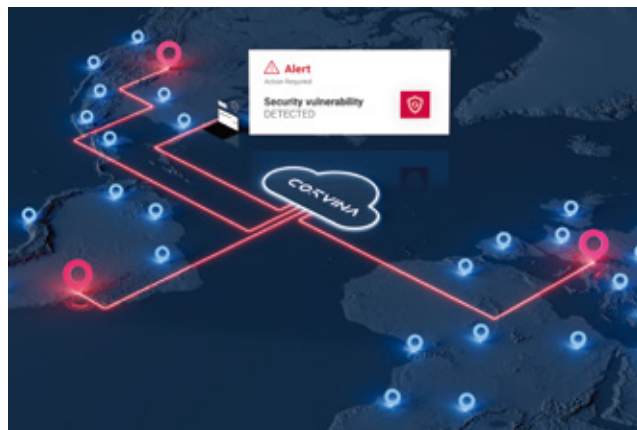 Alert
Action Required
Security vulnerability
DETECTED
CORVINA